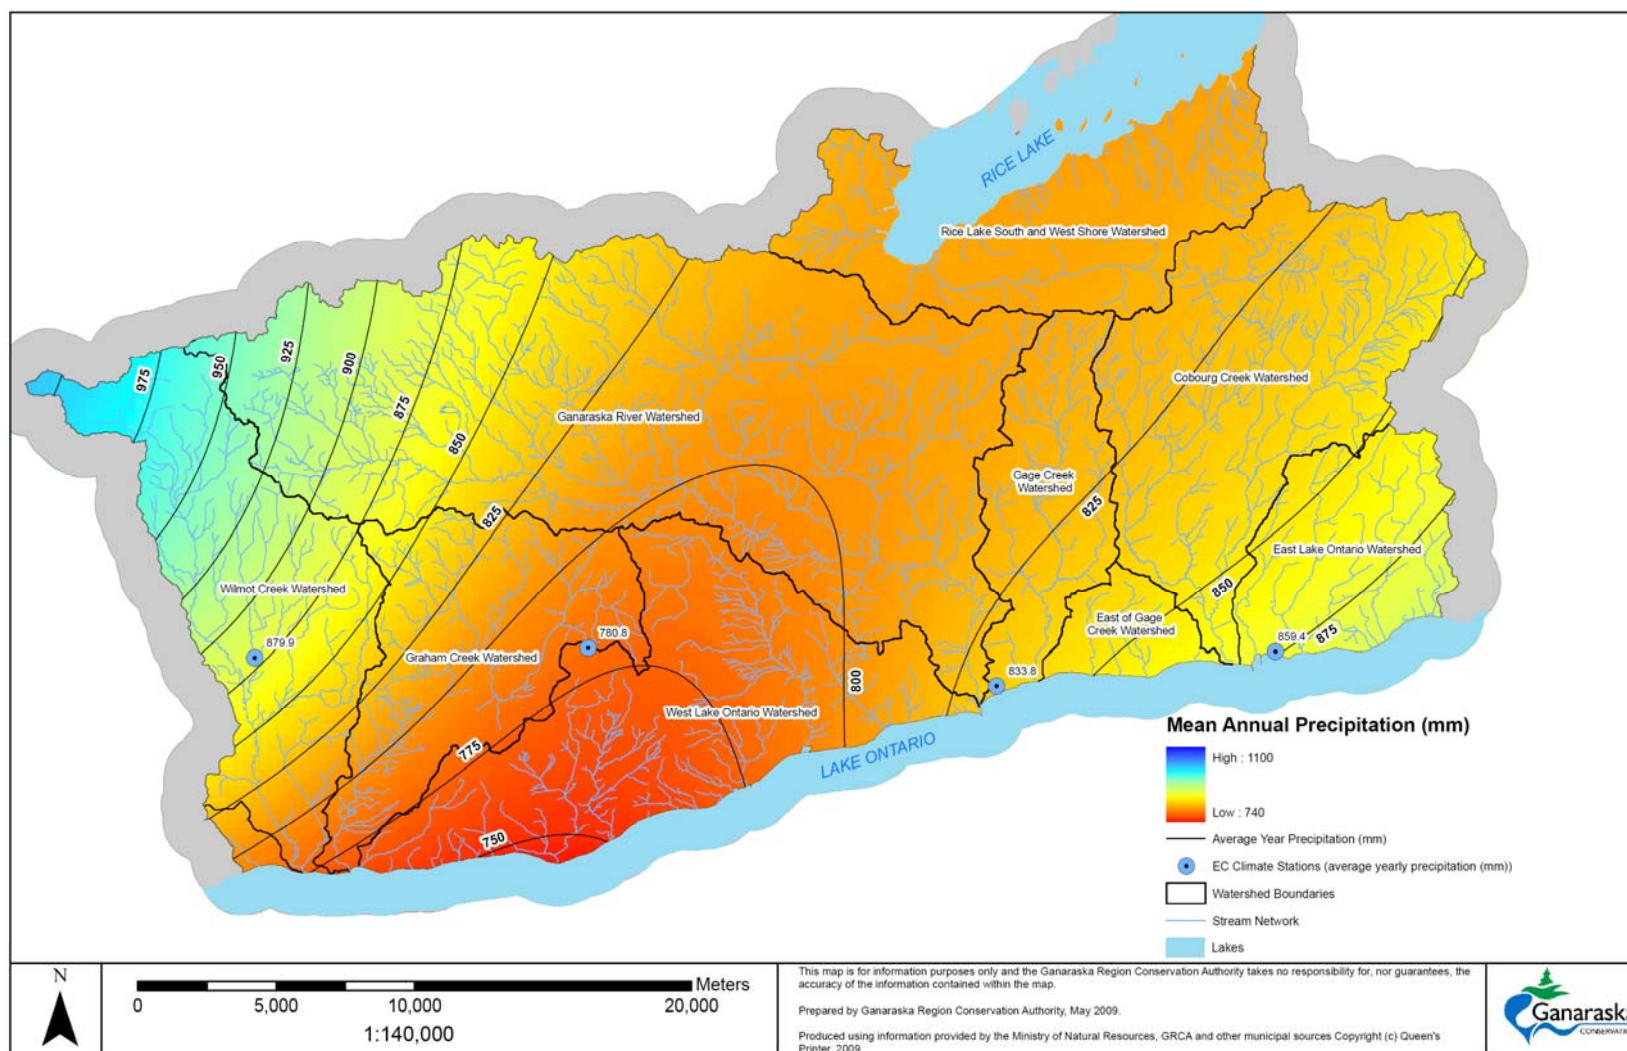 RICE LAKE
Rice Lake South and West Shore Watershed
975
950
925
900
875
850
Ganaraska River Watershed
Cobourg Creek Watershed
Gage Creek
Watershed
825
825
East Lake Ontario Watershed
Wilmot Creek Watershed
850
East of Gage
Creek Watershed
879.9
780.8
859.4
875
Graham Creek Watershed
833.8
800
West Lake Ontario Watershed
775
LAKE ONTARIO
750
Mean Annual Precipitation (mm)
High : 1100
Low : 740
Average Year Precipitation (mm)
EC Climate Stations (average yearly precipitation (mm))
Watershed Boundaries
Stream Network
Lakes
N
Meters
0 5,000 10,000 20,000
1:140,000
This map is for information purposes only and the Ganaraska Region Conservation Authority takes no responsibility for, nor guarantees, the
accuracy of the information contained within the map.
Prepared by Ganaraska Region Conservation Authority, May 2009.
Produced using information provided by the Ministry of Natural Resources, GRCA and other municipal sources Copyright (c) Queen's
Printer, 2009
Ganaraska